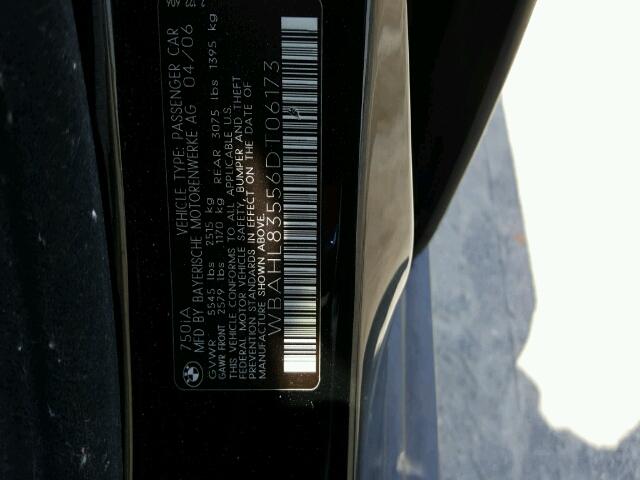 750iA VEHICLE TYPE: PASSENGER CAR
MFD BY BAYERISCHE MOTORENWERKE AG 04/06
GVWR 5545 lbs 2515 kg
GAWR FRONT 2579 lbs 1170 kg REAR 3075 lbs 1395 kg
THIS VEHICLE CONFORMS TO ALL APPLICABLE U.S.
FEDERAL MOTOR VEHICLE SAFETY, BUMPER AND THEFT
PREVENTION STANDARDS IN EFFECT ON THE DATE OF
MANUFACTURE SHOWN ABOVE.
WBAHL83556DT06173